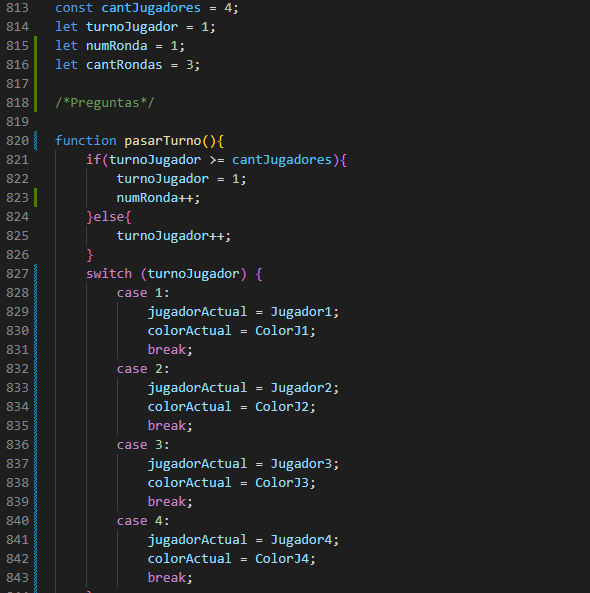 813 const cantJugadores = 4;
814 let turnoJugador = 1;
815 let numRonda = 1;
816 let cantRondas = 3;
817
818 /*Preguntas*/
819
820 function pasarTurno(){
821     if(turnoJugador >= cantJugadores){
822         turnoJugador = 1;
823         numRonda++;
824     }else{
825         turnoJugador++;
826     }
827     switch (turnoJugador) {
828         case 1:
829             jugadorActual = Jugador1;
830             colorActual = ColorJ1;
831             break;
832         case 2:
833             jugadorActual = Jugador2;
834             colorActual = ColorJ2;
835             break;
836         case 3:
837             jugadorActual = Jugador3;
838             colorActual = ColorJ3;
839             break;
840         case 4:
841             jugadorActual = Jugador4;
842             colorActual = ColorJ4;
843             break;